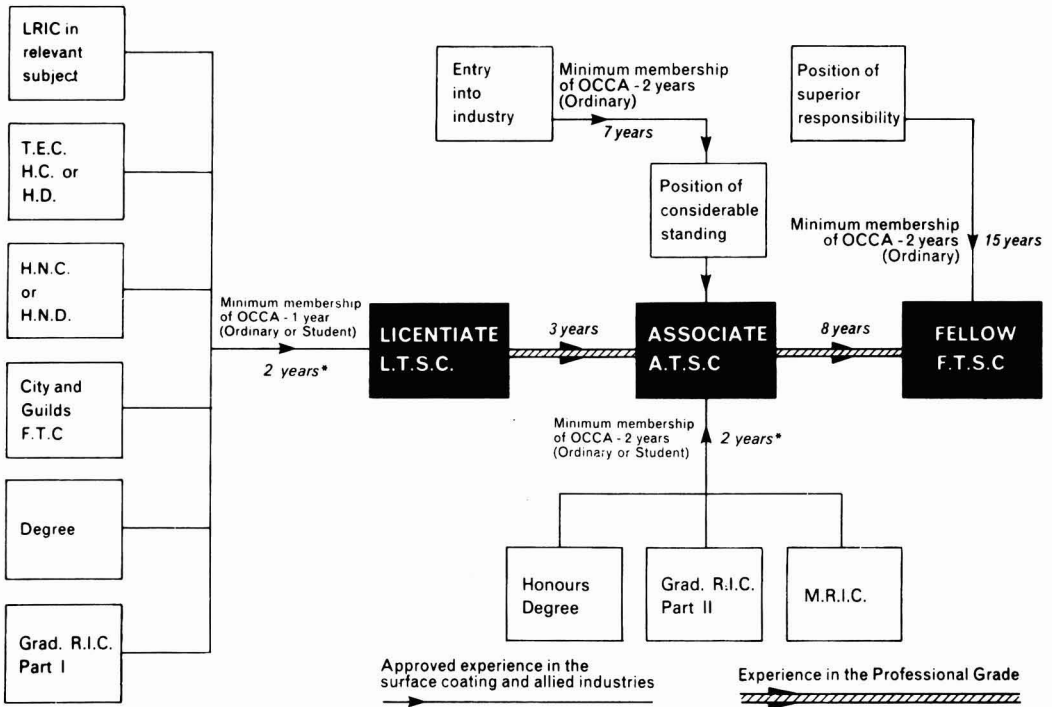 LRIC in
relevant
subject
T.E.C.
H.C. or
H.D.
H.N.C.
or
H.N.D.
City and
Guilds
F.T.C
Degree
Grad. R.I.C.
Part I
Minimum membership
of OCCA - 1 year
(Ordinary or Student)
2 years*
LICENTIATE
L.T.S.C.
3 years
Entry
into
industry
Minimum membership
of OCCA - 2 years
(Ordinary)
7 years
Position of
considerable
standing
ASSOCIATE
A.T.S.C
8 years
Position of
superior
responsibility
Minimum membership
of OCCA - 2 years
(Ordinary)
15 years
FELLOW
F.T.S.C
Minimum membership
of OCCA - 2 years
(Ordinary or Student)
2 years*
Honours
Degree
Grad. R.I.C.
Part II
M.R.I.C.
Approved experience in the
surface coating and allied industries
Experience in the Professional Grade